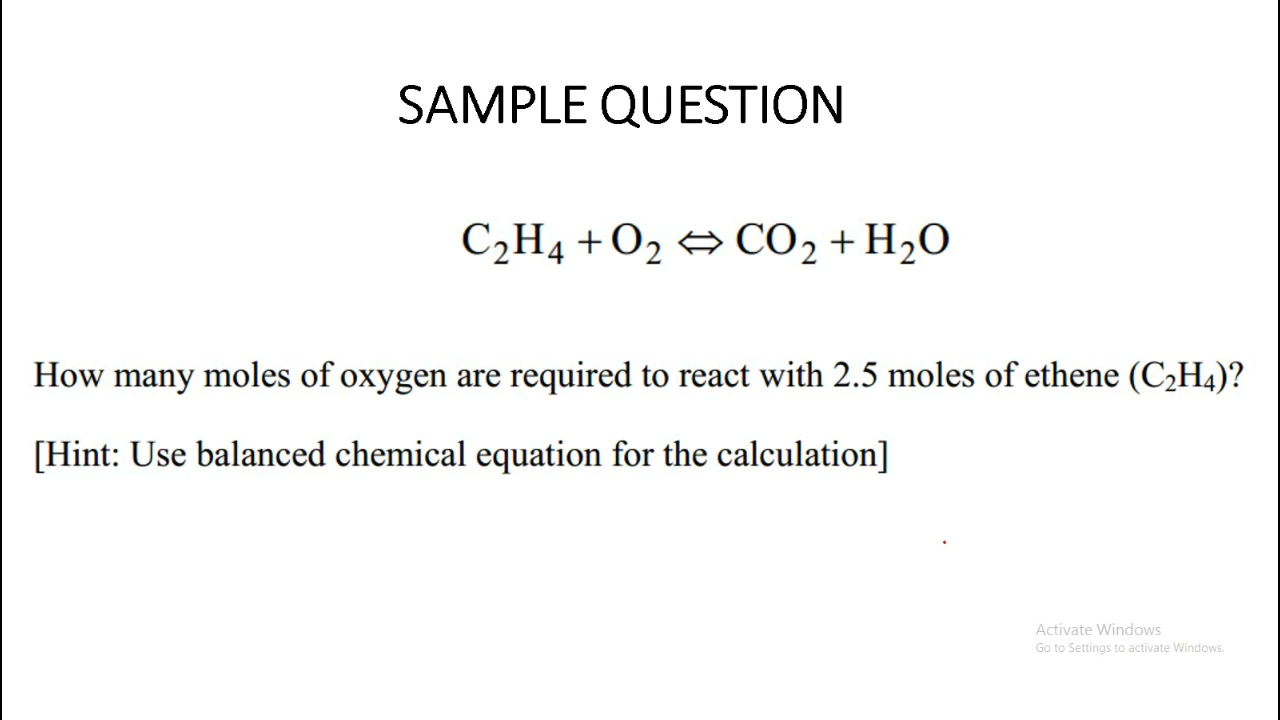 SAMPLE QUESTION
C₂H₄ + O₂ ⇔ CO₂ + H₂O
How many moles of oxygen are required to react with 2.5 moles of ethene (C₂H₄)?
[Hint: Use balanced chemical equation for the calculation]
Activate Windows
Go to Settings to activate Windows.